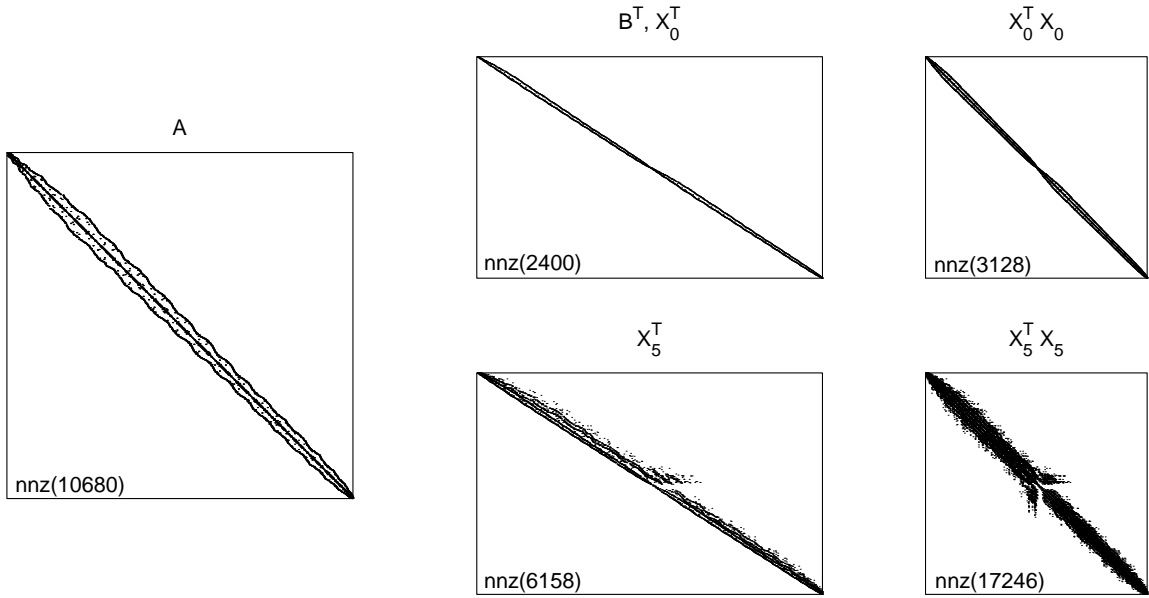 A
nnz(10680)
B^T, X_0^T
nnz(2400)
X_0^T X_0
nnz(3128)
X_5^T
nnz(6158)
X_5^T X_5
nnz(17246)